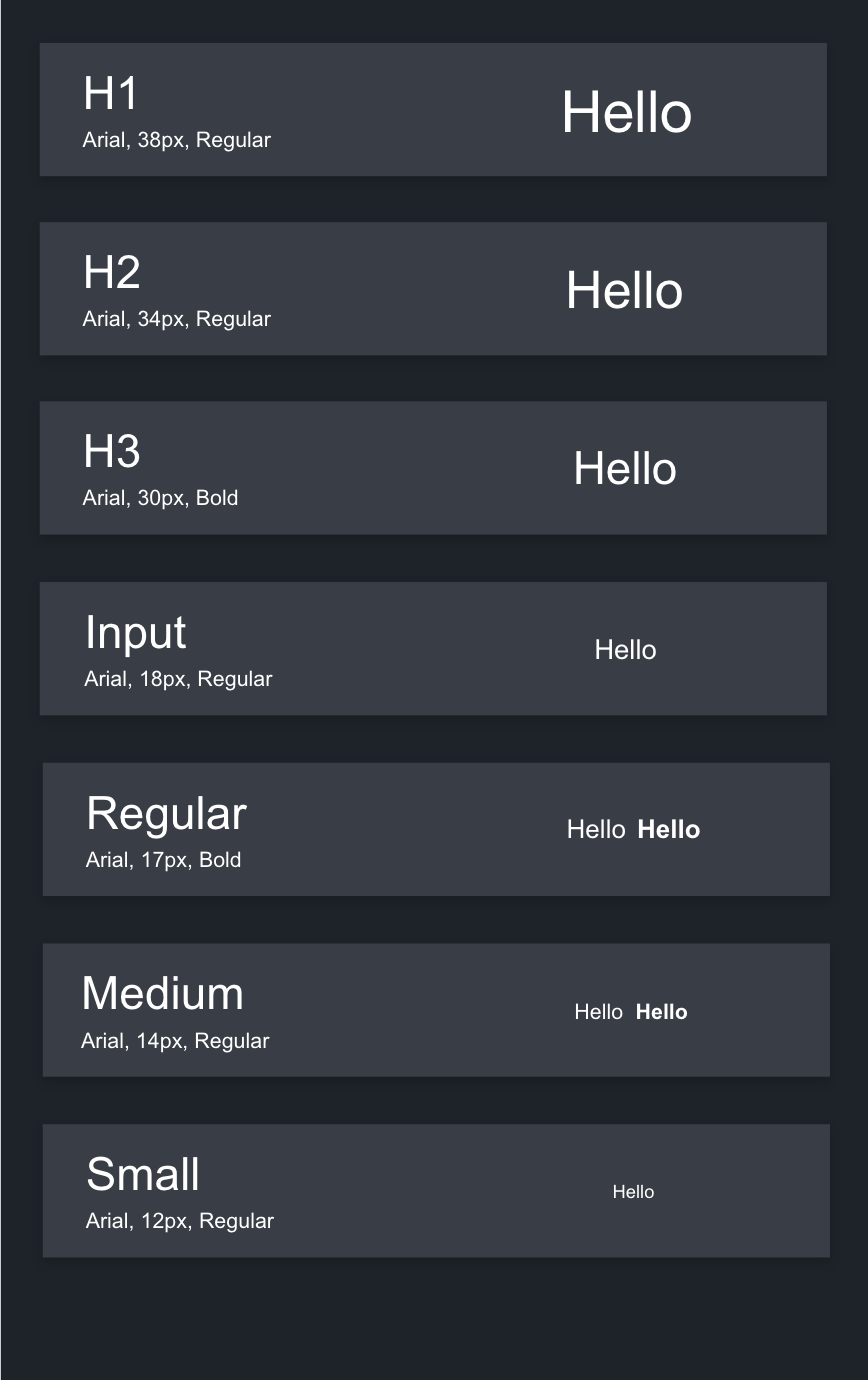 H1
Arial, 38px, Regular
Hello
H2
Arial, 34px, Regular
Hello
H3
Arial, 30px, Bold
Hello
Input
Arial, 18px, Regular
Hello
Regular
Arial, 17px, Bold
Hello Hello
Medium
Arial, 14px, Regular
Hello Hello
Small
Arial, 12px, Regular
Hello